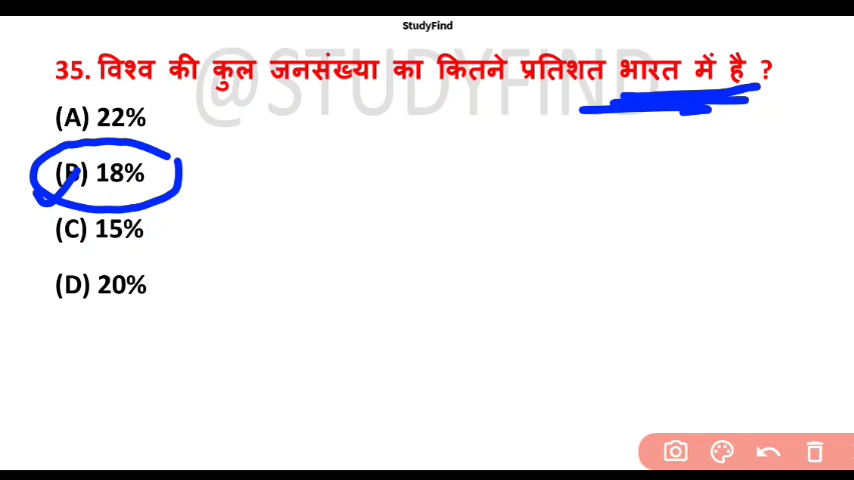 StudyFind
@STUDYFIND
35. विश्व की कुल जनसंख्या का कितने प्रतिशत भारत में है ?
(A) 22%
(B) 18%
(C) 15%
(D) 20%